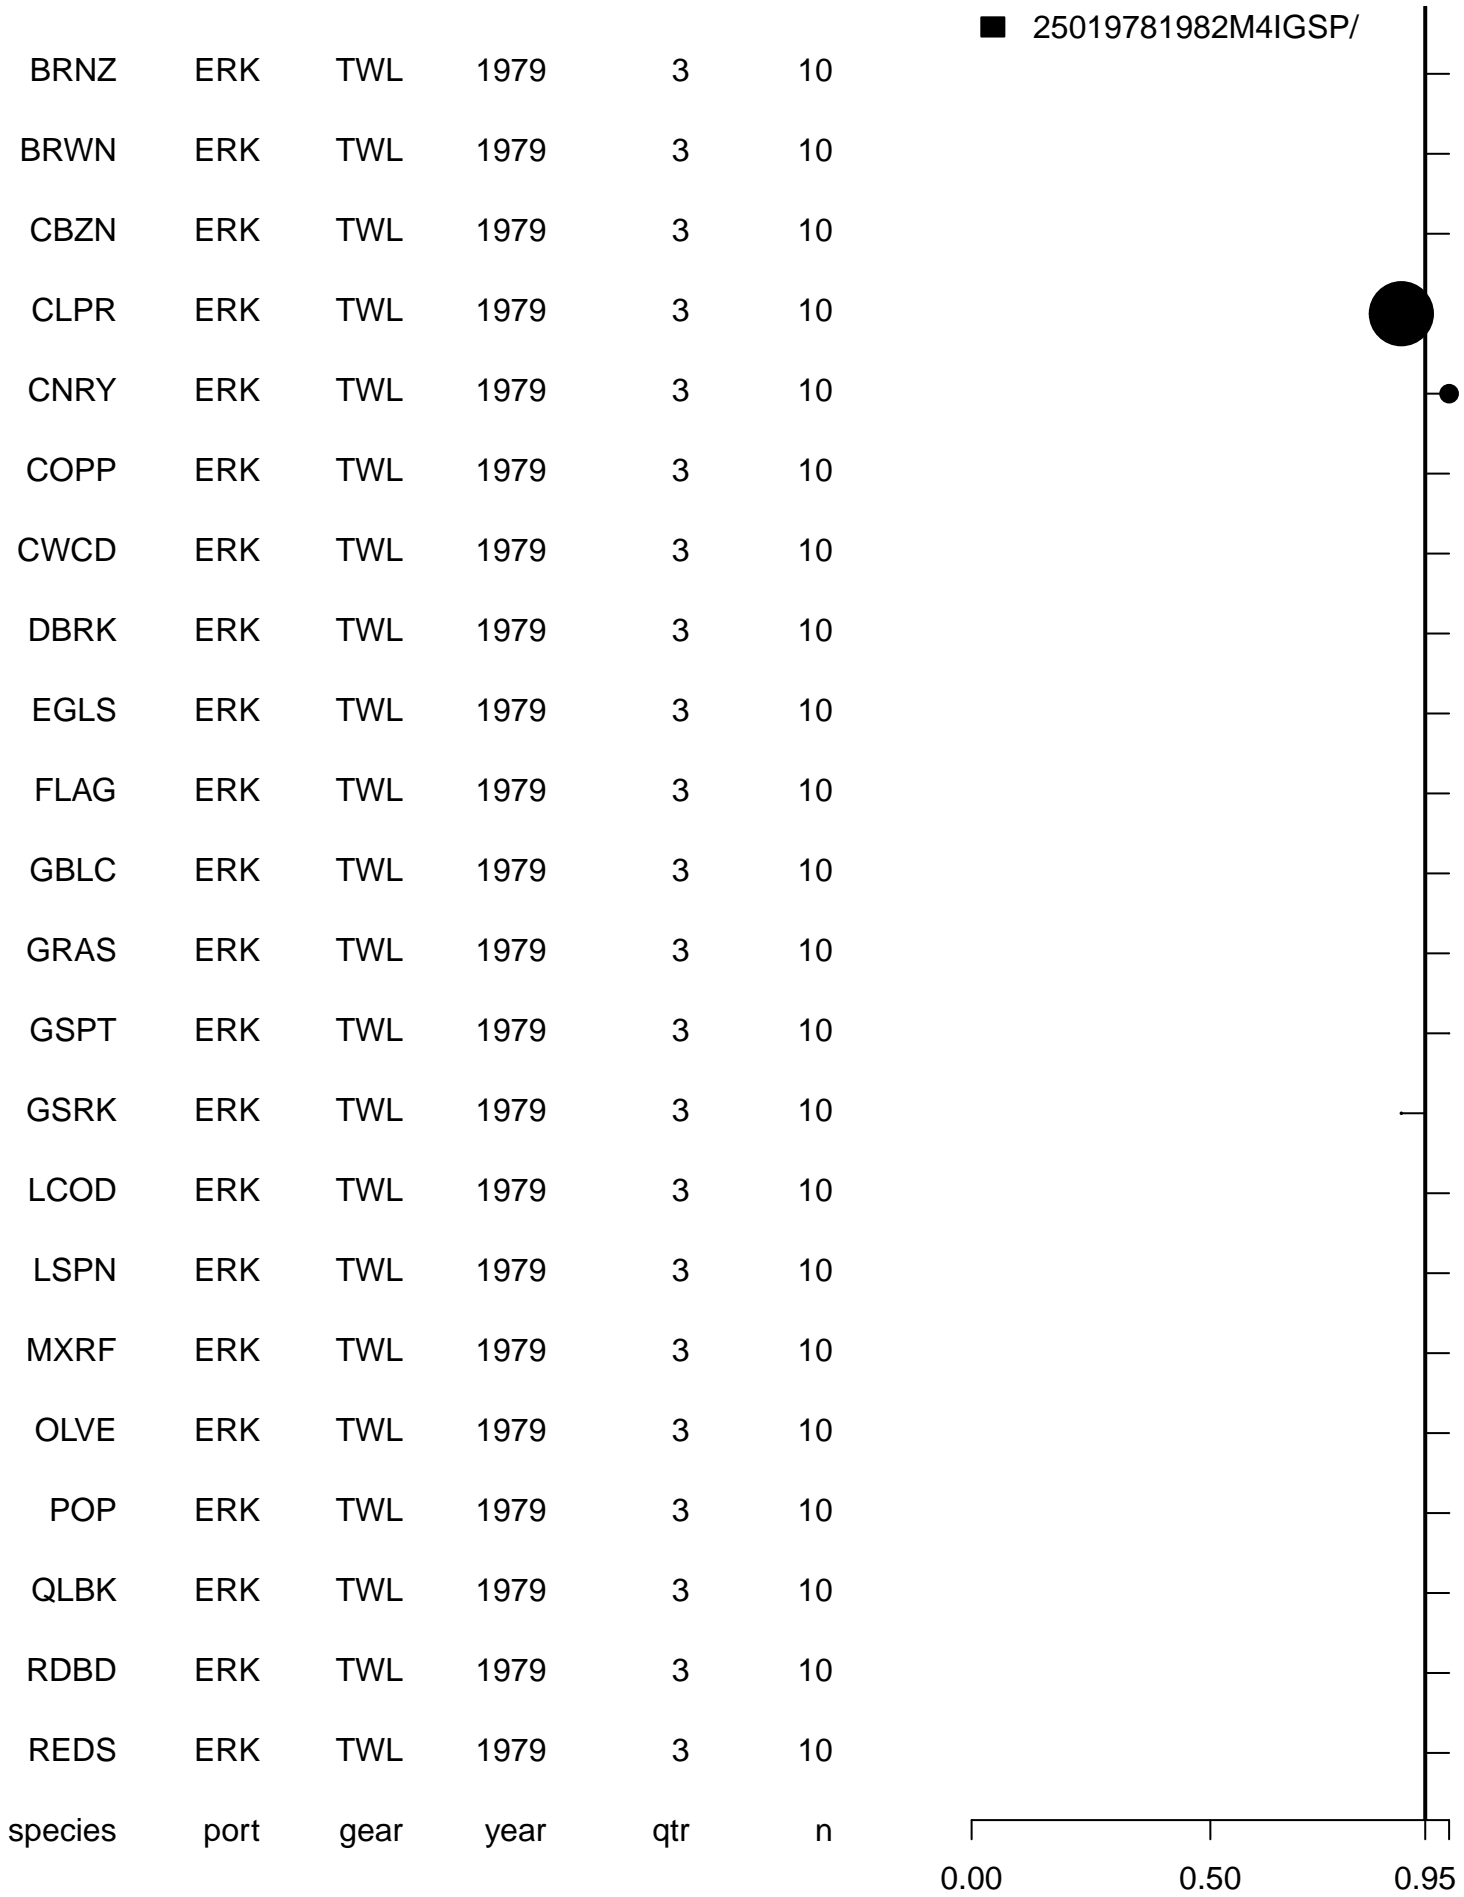 25019781982M4IGSP/
BRNZ ERK TWL 1979 3 10
BRWN ERK TWL 1979 3 10
CBZN ERK TWL 1979 3 10
CLPR ERK TWL 1979 3 10
CNRY ERK TWL 1979 3 10
COPP ERK TWL 1979 3 10
CWCD ERK TWL 1979 3 10
DBRK ERK TWL 1979 3 10
EGLS ERK TWL 1979 3 10
FLAG ERK TWL 1979 3 10
GBLC ERK TWL 1979 3 10
GRAS ERK TWL 1979 3 10
GSPT ERK TWL 1979 3 10
GSRK ERK TWL 1979 3 10
LCOD ERK TWL 1979 3 10
LSPN ERK TWL 1979 3 10
MXRF ERK TWL 1979 3 10
OLVE ERK TWL 1979 3 10
POP ERK TWL 1979 3 10
QLBK ERK TWL 1979 3 10
RDBD ERK TWL 1979 3 10
REDS ERK TWL 1979 3 10
species port gear year qtr n
0.00 0.50 0.95